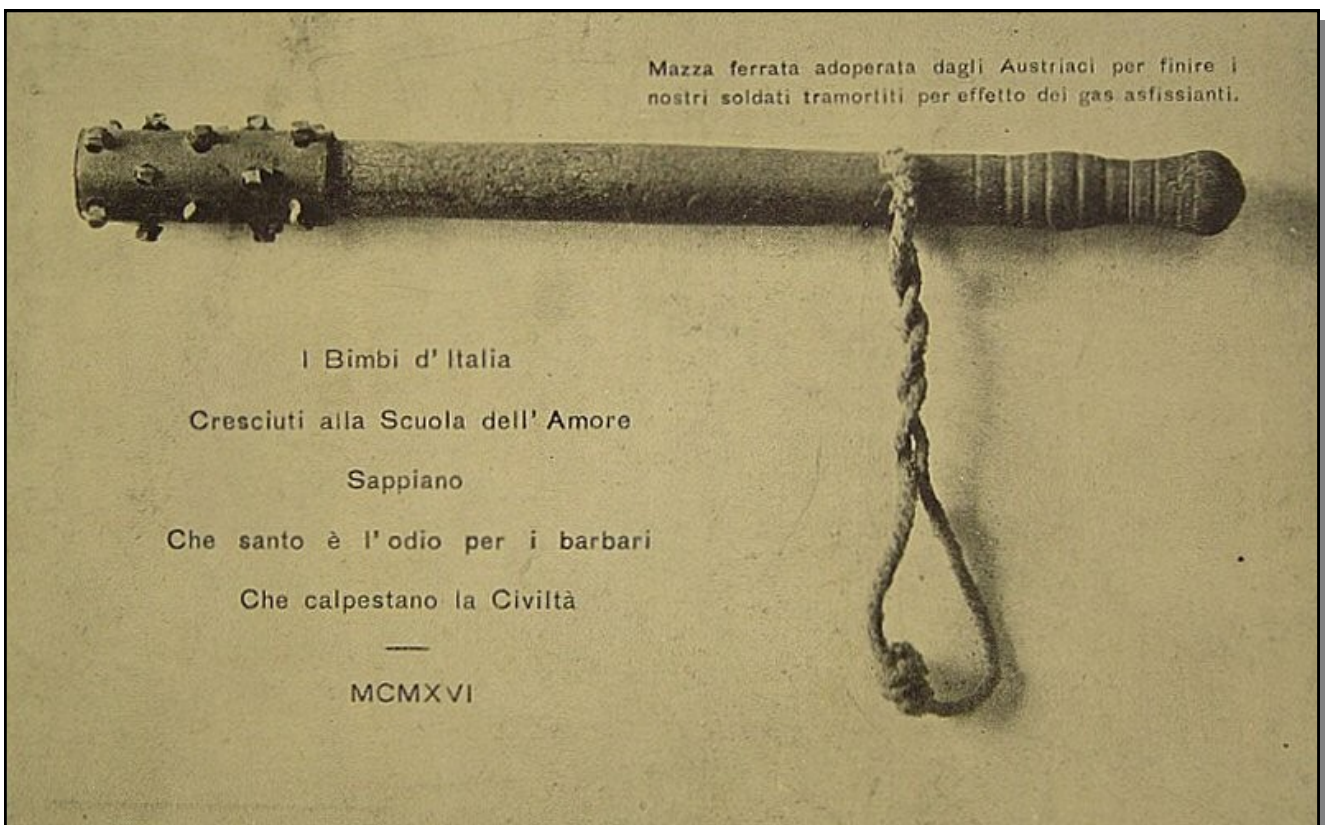 Mazza ferrata adoperata dagli Austriaci per finire i
nostri soldati tramortiti per effetto dei gas asfissianti.
I Bimbi d' Italia
Cresciuti alla Scuola dell' Amore
Sappiano
Che santo è l' odio per i barbari
Che calpestano la Civiltà
MCMXVI